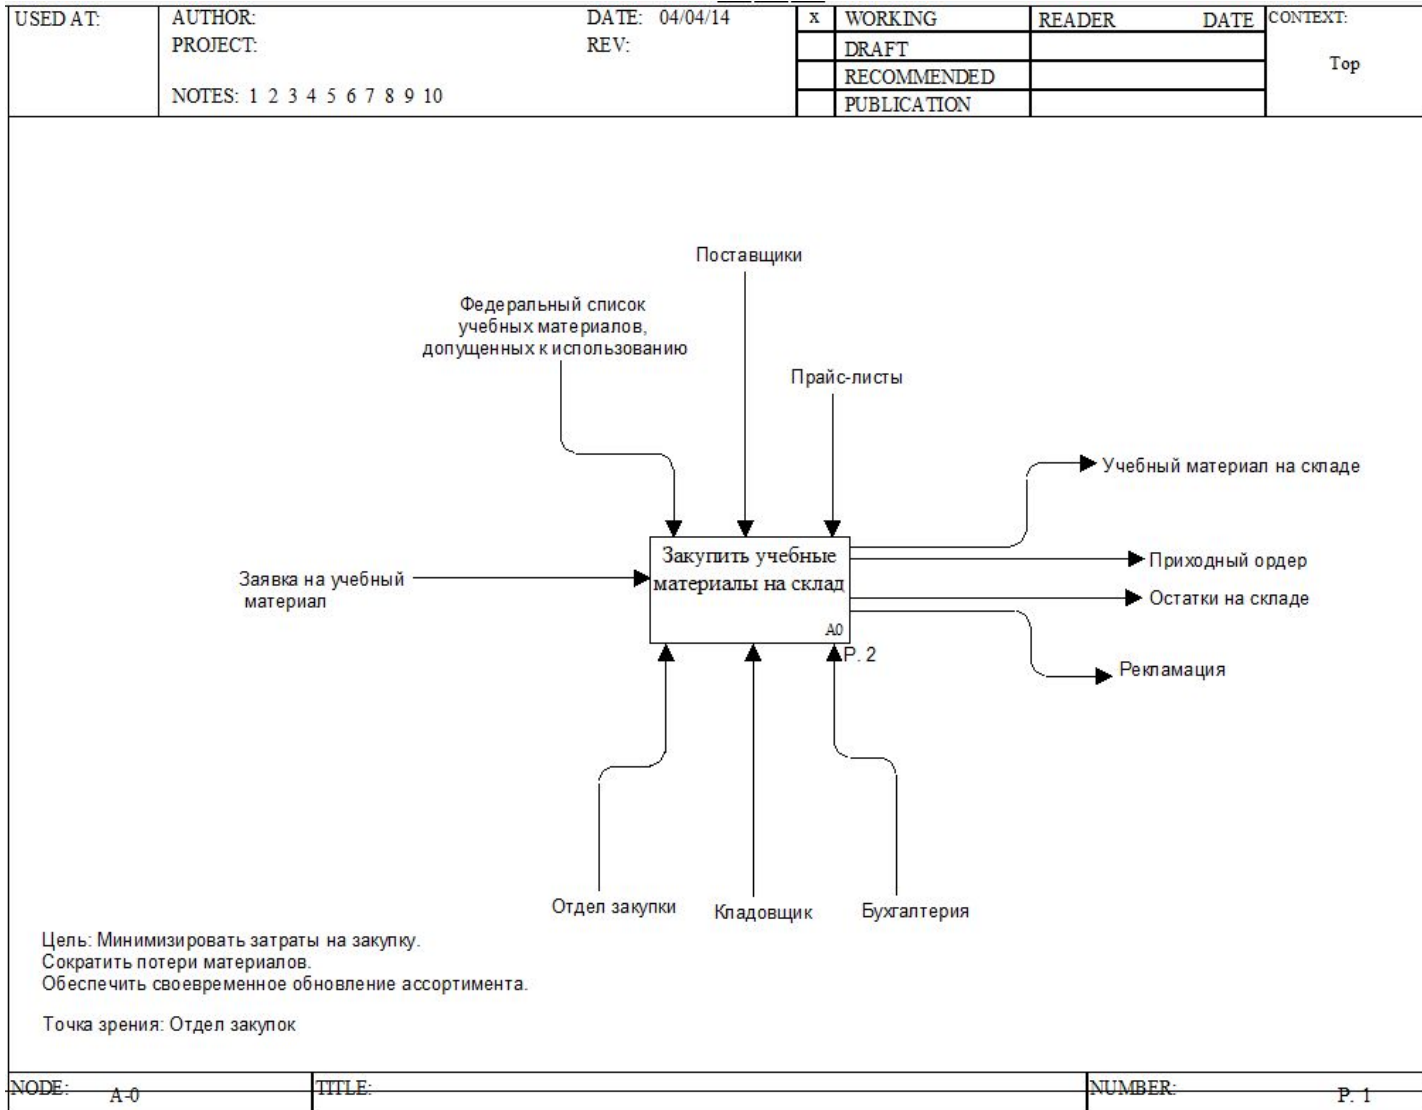 USED AT:
AUTHOR:
DATE: 04/04/14
PROJECT:
REV:
NOTES: 1 2 3 4 5 6 7 8 9 10
x WORKING
DRAFT
RECOMMENDED
PUBLICATION
READER DATE
CONTEXT:
Top
Поставщики
Федеральный список
учебных материалов,
допущенных к использованию
Прайс-листы
Учебный материал на складе
Закупить учебные
материалы на склад
A0
P. 2
Заявка на учебный
материал
Приходный ордер
Остатки на складе
Рекламация
Отдел закупки
Кладовщик
Бухгалтерия
Цель: Минимизировать затраты на закупку.
Сократить потери материалов.
Обеспечить своевременное обновление ассортимента.
Точка зрения: Отдел закупок
NODE: A-0
TITLE:
NUMBER: P. 1